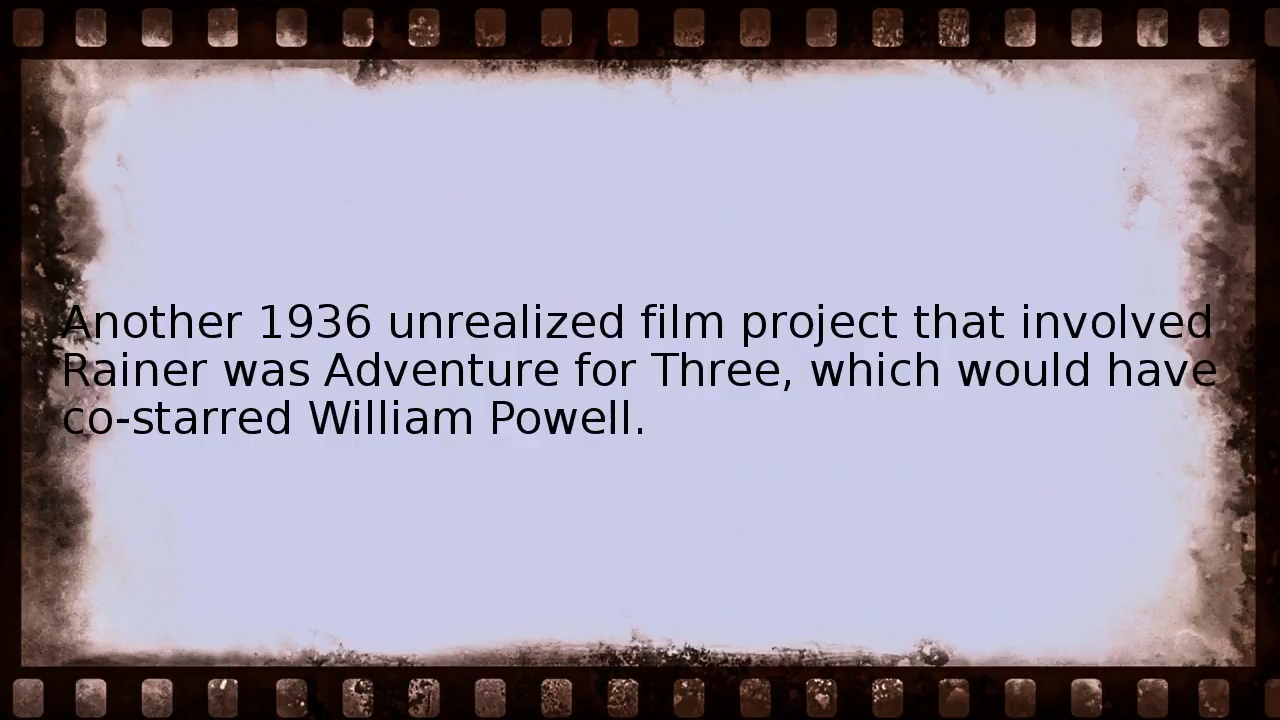 Another 1936 unrealized film project that involved
Rainer was Adventure for Three, which would have
co-starred William Powell.